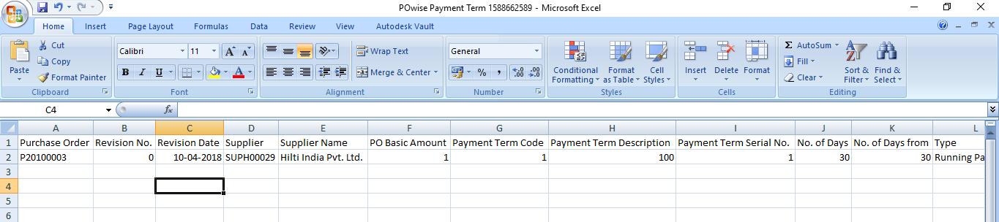 POwise Payment Term 1588662589 - Microsoft Excel
Home Insert Page Layout Formulas Data Review View Autodesk Vault
Paste Cut Copy Format Painter
Clipboard
Calibri 11
B I U A
Font
Wrap Text
Merge & Center
Alignment
General
% , .00
Number
Conditional Formatting Format as Table Cell Styles
Styles
Insert Delete Format
Cells
Σ AutoSum Fill Clear Sort & Filter Find & Select
Editing
C4 fx
A B C D E F G H I J K L
1 Purchase Order Revision No. Revision Date Supplier Supplier Name PO Basic Amount Payment Term Code Payment Term Description Payment Term Serial No. No. of Days No. of Days from Type
2 P20100003 0 10-04-2018 SUPH00029 Hilti India Pvt. Ltd. 1 1 100 1 30 30 Running Pa
3
4
5
6